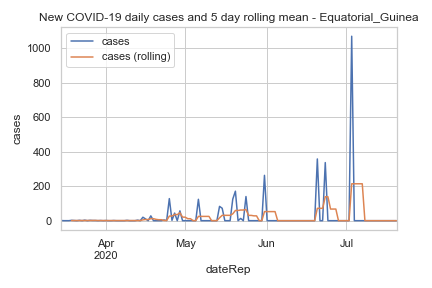 New COVID-19 daily cases and 5 day rolling mean - Equatorial_Guinea
cases
cases (rolling)
1000
800
600
400
200
0
cases
Apr
2020
May
Jun
Jul
dateRep